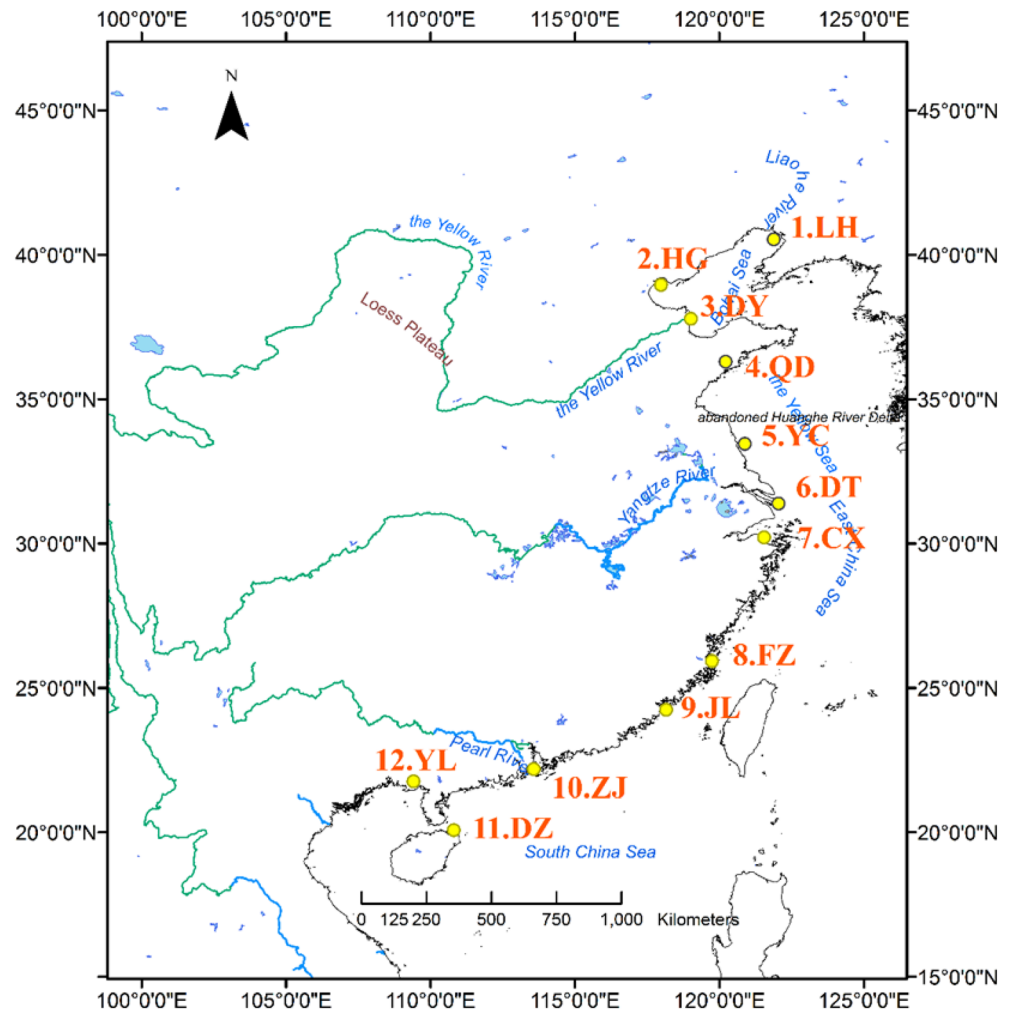 100°0'0"E 105°0'0"E 110°0'0"E 115°0'0"E 120°0'0"E 125°0'0"E
N
45°0'0"N 45°0'0"N
Liao he River
the Yellow River
1.LH
40°0'0"N 40°0'0"N
2.HG
Bohai Sea
Loess Plateau
3.DY
the Yellow River
4.QD
35°0'0"N 35°0'0"N
the Yellow Sea
5.YC
Yangtze River
6.DT
30°0'0"N 30°0'0"N
7.CX
East China Sea
8.FZ
25°0'0"N 25°0'0"N
9.JL
Pearl River
12.YL
10.ZJ
20°0'0"N 20°0'0"N
11.DZ
South China Sea
0 125 250 500 750 1,000 Kilometers
15°0'0"N
100°0'0"E 105°0'0"E 110°0'0"E 115°0'0"E 120°0'0"E 125°0'0"E
abandoned Huanghe River Delta